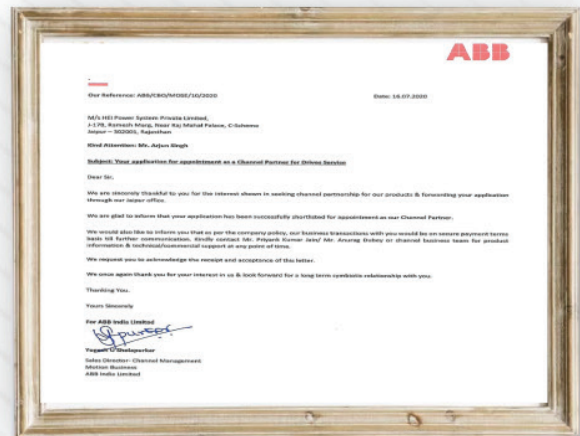 ABB
Our Reference: ABB/CBO/MOSE/10/2020 Date: 16.07.2020
M/s HEI Power System Private Limited,
J-178, Ramesh Marg, Near Raj Mahal Palace, C-Scheme
Jaipur – 302001, Rajasthan
Kind Attention: Mr. Arjun Singh
Subject: Your application for appointment as a Channel Partner for Drives Service
Dear Sir,
We are sincerely thankful to you for the interest shown in seeking channel partnership for our products & forwarding your application
through our Jaipur office.
We are glad to inform that your application has been successfully shortlisted for appointment as our Channel Partner.
We would also like to inform you that as per the company policy, our business transactions with you would be on secure payment terms
basis till further communication. Kindly contact Mr. Priyank Kumar Jain/ Mr. Anurag Dubey or channel business team for product
information & technical/commercial support at any point of time.
We request you to acknowledge the receipt and acceptance of this letter.
We once again thank you for your interest in us & look forward for a long term symbiotic relationship with you.
Thanking You.
Yours Sincerely
For ABB India Limited
Yogesh G Sholapurkar
Sales Director- Channel Management
Motion Business
ABB India Limited